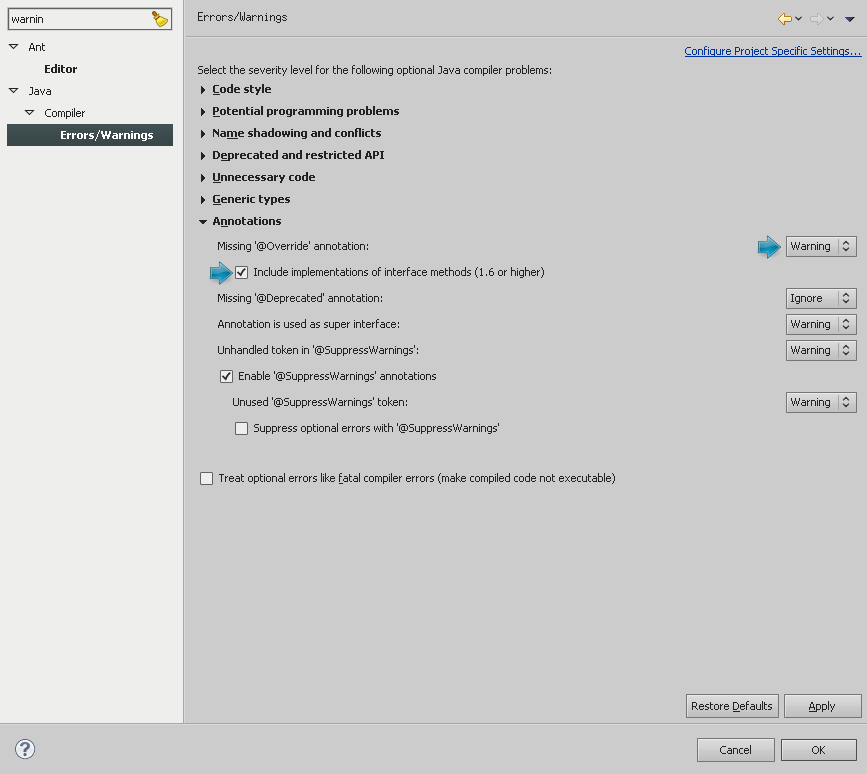 warnin
Ant
Editor
Java
Compiler
Errors/Warnings
Errors/Warnings
Configure Project Specific Settings...
Select the severity level for the following optional Java compiler problems:
Code style
Potential programming problems
Name shadowing and conflicts
Deprecated and restricted API
Unnecessary code
Generic types
Annotations
Missing '@Override' annotation: Warning
Include implementations of interface methods (1.6 or higher)
Missing '@Deprecated' annotation: Ignore
Annotation is used as super interface: Warning
Unhandled token in '@SuppressWarnings': Warning
Enable '@SuppressWarnings' annotations
Unused '@SuppressWarnings' token: Warning
Suppress optional errors with '@SuppressWarnings'
Treat optional errors like fatal compiler errors (make compiled code not executable)
Restore Defaults Apply
? Cancel OK